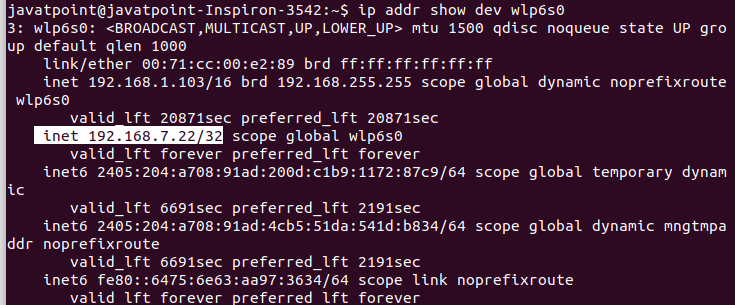 javatpoint@javatpoint-Inspiron-3542:~$ ip addr show dev wlp6s0
3: wlp6s0: <BROADCAST,MULTICAST,UP,LOWER_UP> mtu 1500 qdisc noqueue state UP gro
up default qlen 1000
link/ether 00:71:cc:00:e2:89 brd ff:ff:ff:ff:ff:ff
inet 192.168.1.103/16 brd 192.168.255.255 scope global dynamic noprefixroute
wlp6s0
valid_lft 20871sec preferred_lft 20871sec
inet 192.168.7.22/32 scope global wlp6s0
valid_lft forever preferred_lft forever
inet6 2405:204:a708:91ad:200d:c1b9:1172:87c9/64 scope global temporary dynam
ic
valid_lft 6691sec preferred_lft 2191sec
inet6 2405:204:a708:91ad:4cb5:51da:541d:b834/64 scope global dynamic mngtmpa
ddr noprefixroute
valid_lft 6691sec preferred_lft 2191sec
inet6 fe80::6475:6e63:aa97:3634/64 scope link noprefixroute
valid_lft forever preferred_lft forever